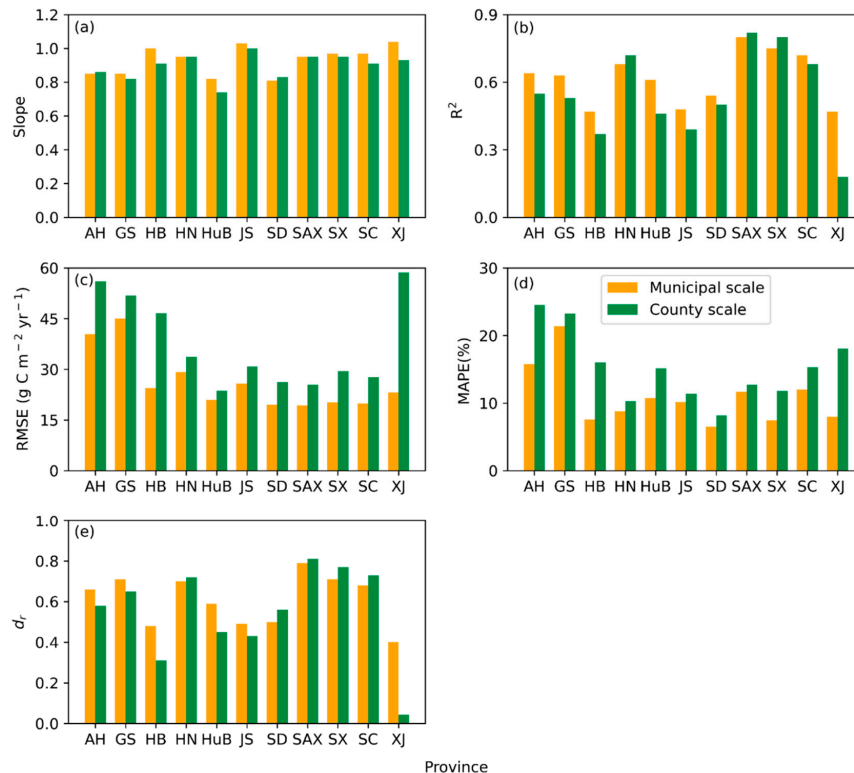 (a)
Slope
1.2
1.0
0.8
0.6
0.4
0.2
0.0
AH GS HB HN HuB JS SD SAX SX SC XJ
(b)
R²
0.9
0.6
0.3
0.0
AH GS HB HN HuB JS SD SAX SX SC XJ
(c)
RMSE (g C m⁻² yr⁻¹)
60
45
30
15
0
AH GS HB HN HuB JS SD SAX SX SC XJ
(d)
Municipal scale
County scale
MAPE(%)
30
20
10
0
AH GS HB HN HuB JS SD SAX SX SC XJ
(e)
dᵣ
1.0
0.8
0.6
0.4
0.2
0.0
AH GS HB HN HuB JS SD SAX SX SC XJ
Province